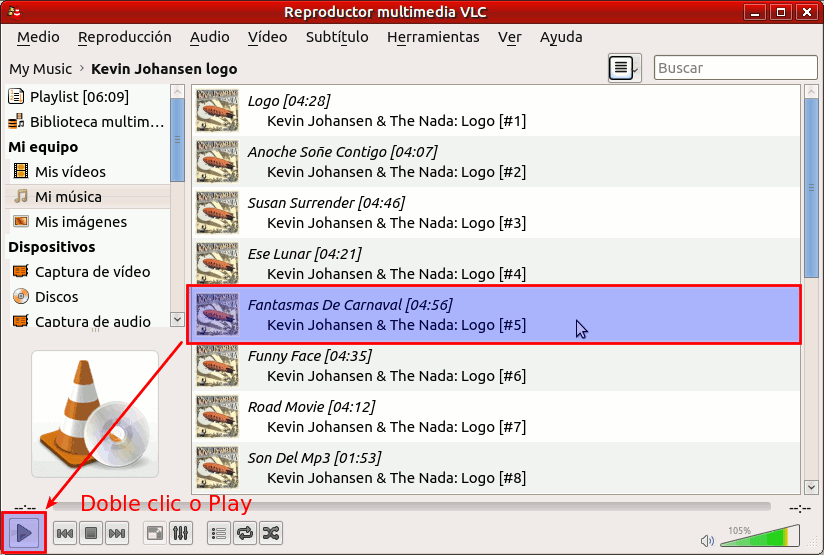 Reproductor multimedia VLC
Medio Reproducción Audio Vídeo Subtítulo Herramientas Ver Ayuda
My Music › Kevin Johansen logo
Buscar
Playlist [06:09]
Biblioteca multim...
Mi equipo
Mis vídeos
Mi música
Mis imágenes
Dispositivos
Captura de vídeo
Discos
Captura de audio
Logo [04:28]
Kevin Johansen & The Nada: Logo [#1]
Anoche Soñe Contigo [04:07]
Kevin Johansen & The Nada: Logo [#2]
Susan Surrender [04:46]
Kevin Johansen & The Nada: Logo [#3]
Ese Lunar [04:21]
Kevin Johansen & The Nada: Logo [#4]
Fantasmas De Carnaval [04:56]
Kevin Johansen & The Nada: Logo [#5]
Funny Face [04:35]
Kevin Johansen & The Nada: Logo [#6]
Road Movie [04:12]
Kevin Johansen & The Nada: Logo [#7]
Son Del Mp3 [01:53]
Kevin Johansen & The Nada: Logo [#8]
Doble clic o Play
--:-- --:--
105%